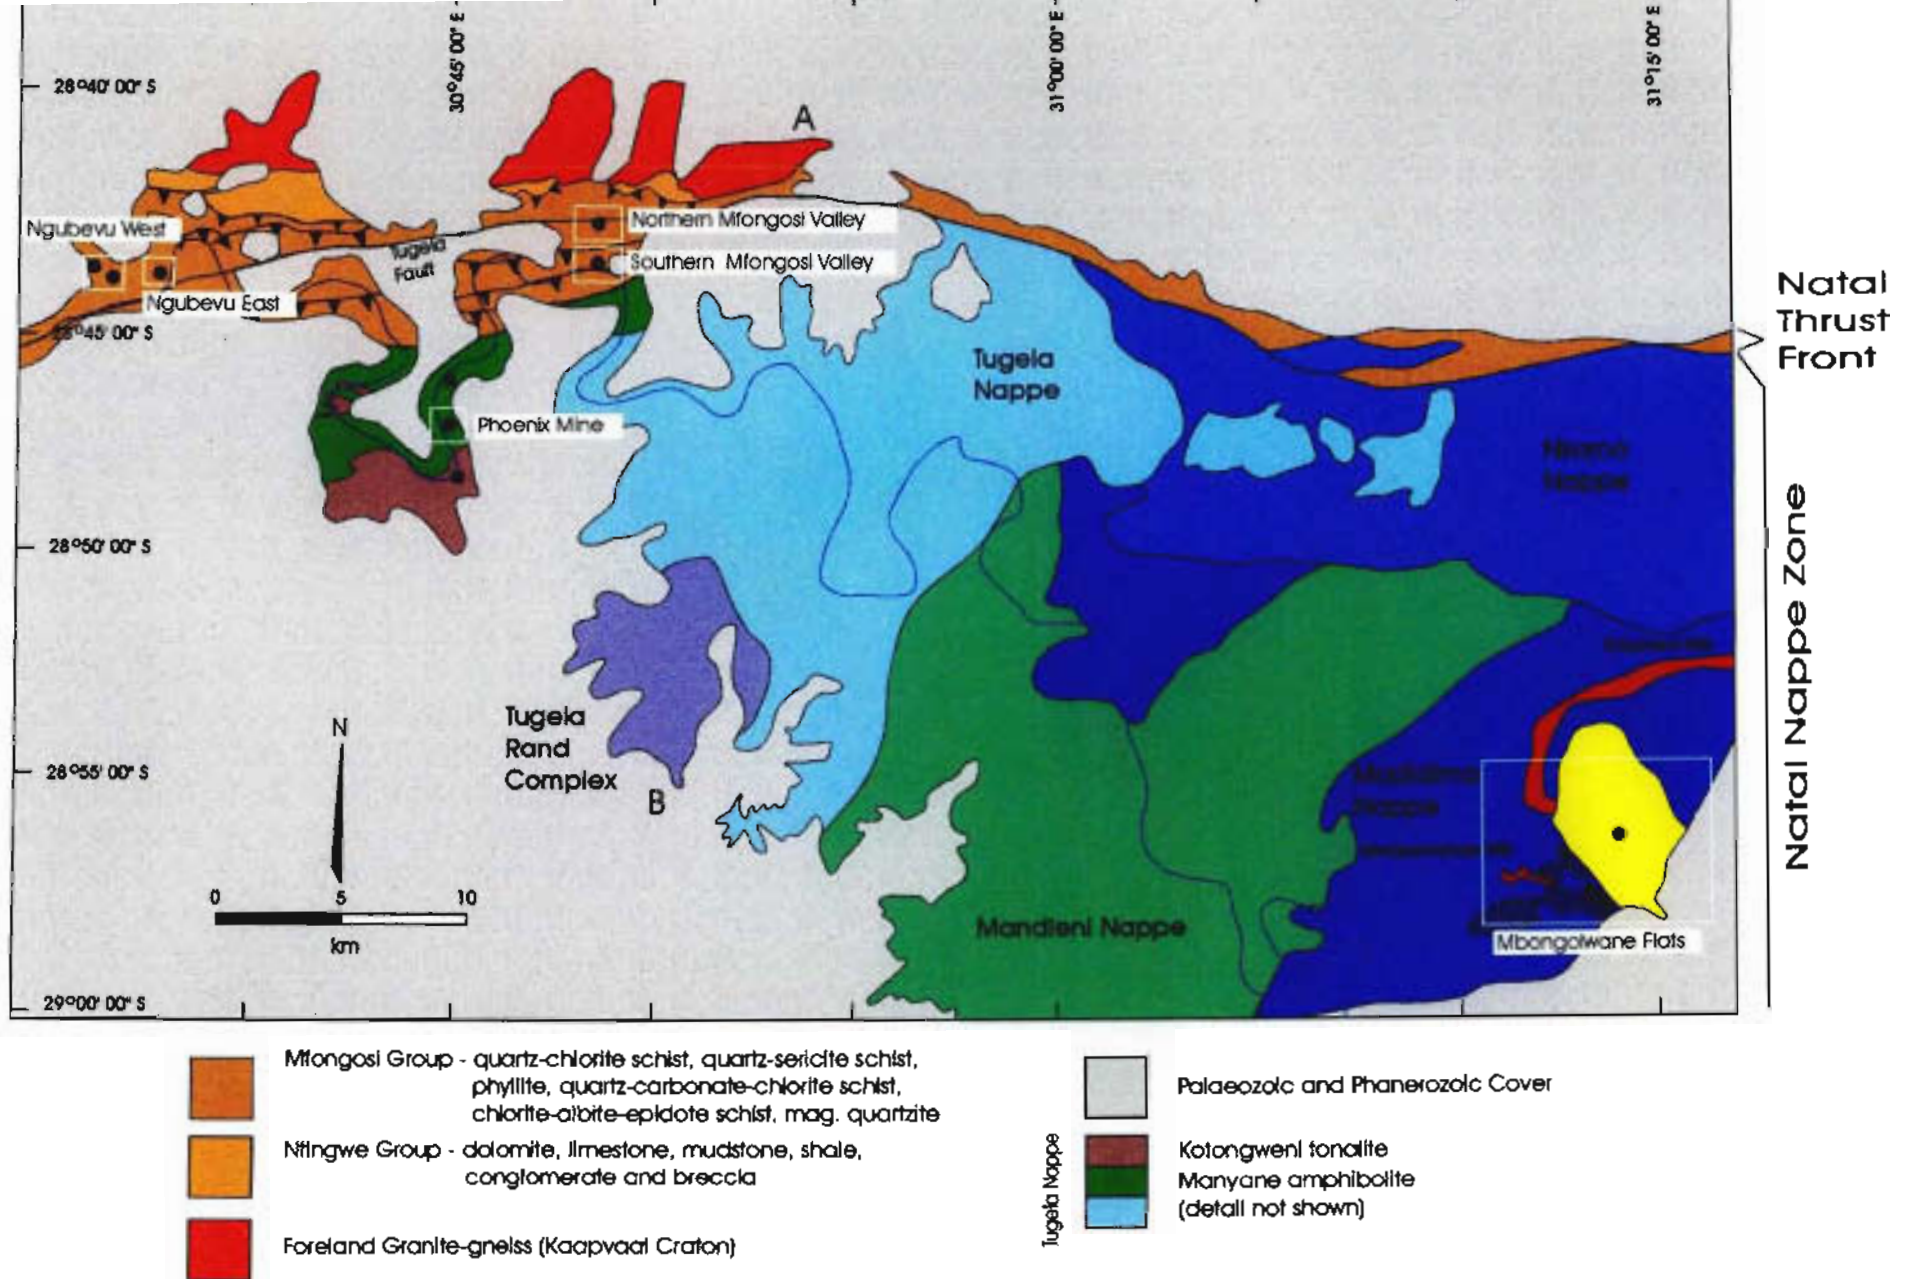 30°45' 00" E
31°00' 00" E
31°15' 00" E
28°40' 00" S
A
Ngubevu West
Northern Mfongosi Valley
Tugela
Fault
Southern Mfongosi Valley
Ngubevu East
28°45' 00" S
Natal
Thrust
Front
Tugela
Nappe
Phoenix Mine
Nappe
28°50' 00" S
Natal Nappe Zone
Tugela
Rand
Complex
N
28°55' 00" S
B
Nappe
0 5 10
km
Mandleni Nappe
Mbongolwane Flats
29°00' 00" S
Mfongosi Group - quartz-chlorite schist, quartz-sericite schist,
phyllite, quartz-carbonate-chlorite schist,
chlorite-albite-epidote schist, mag. quartzite
Ntingwe Group - dolomite, limestone, mudstone, shale,
conglomerate and breccia
Foreland Granite-gneiss (Kaapvaal Craton)
Palaeozoic and Phanerozoic Cover
Tugela Nappe
Kotongweni tonalite
Manyane amphibolite
(detail not shown)